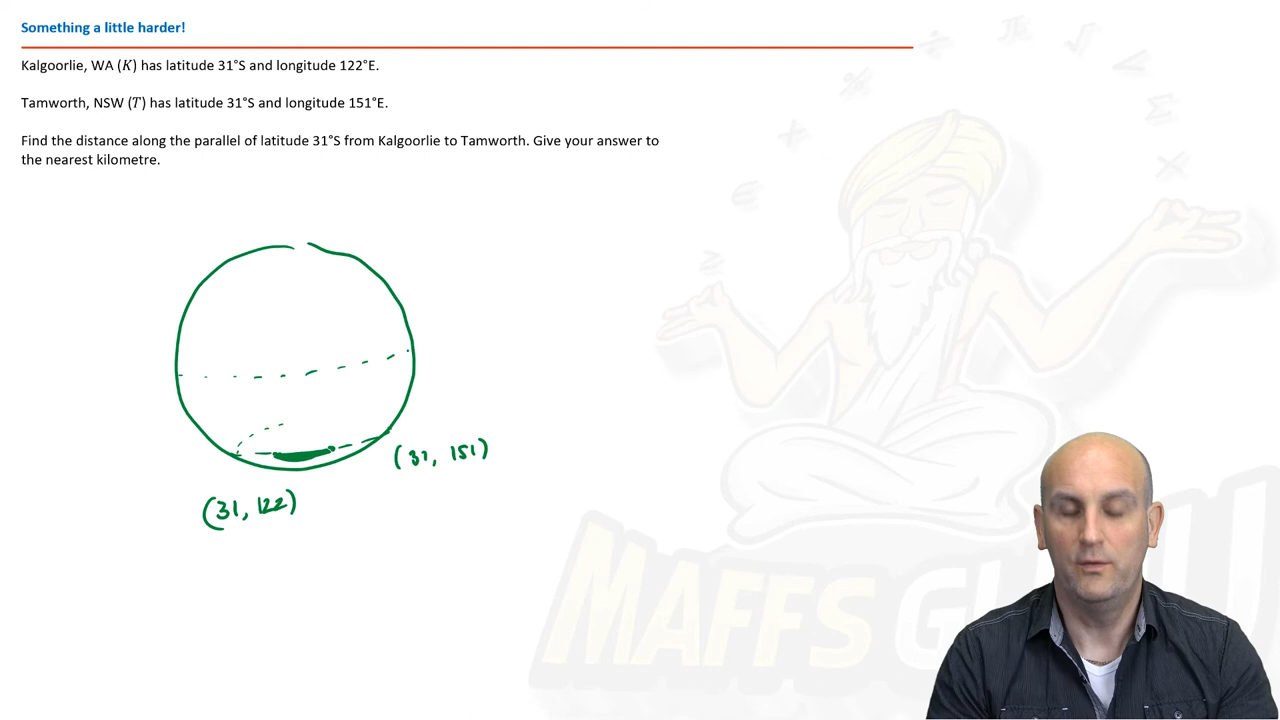 Something a little harder!
Kalgoorlie, WA (K) has latitude 31°S and longitude 122°E.
Tamworth, NSW (T) has latitude 31°S and longitude 151°E.
Find the distance along the parallel of latitude 31°S from Kalgoorlie to Tamworth. Give your answer to
the nearest kilometre.
(31, 151)
(31, 122)
MAFFS GU